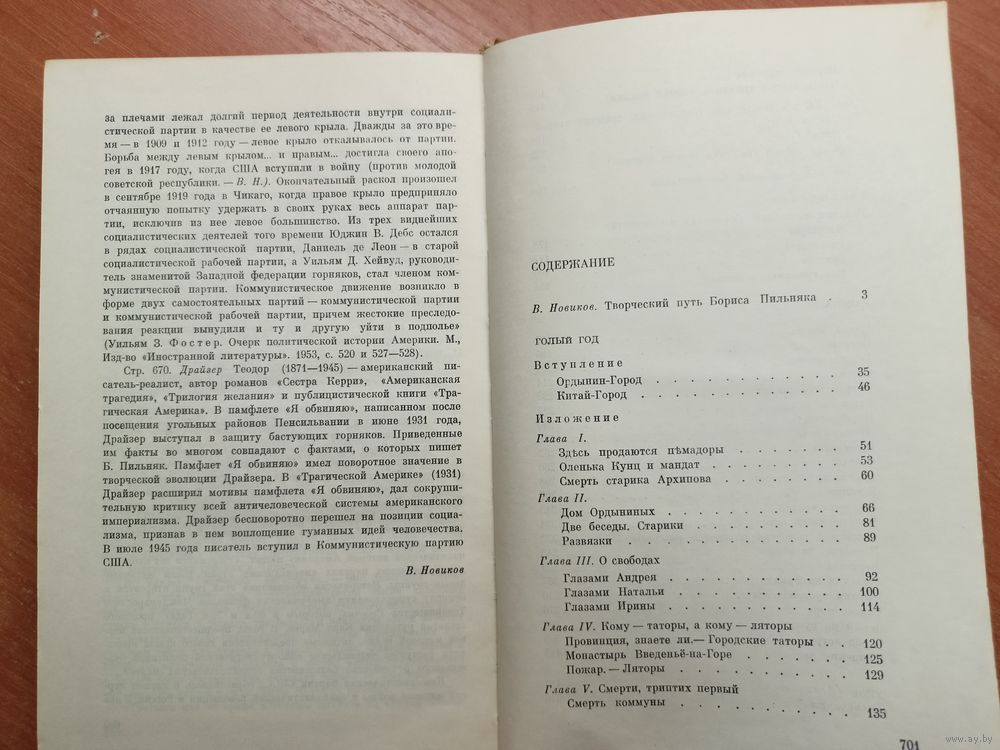 за плечами лежал долгий период деятельности внутри социали-
стической партии в качестве ее левого крыла. Дважды за это вре-
мя — в 1909 и 1912 году — левое крыло откалывалось от партии.
Борьба между левым крылом... и правым... достигла своего апо-
гея в 1917 году, когда США вступили в войну (против молодой
советской республики. — В. Н.). Окончательный раскол произошел
в сентябре 1919 года в Чикаго, когда правое крыло предприняло
отчаянную попытку удержать в своих руках весь аппарат пар-
тии, исключив из нее левое большинство. Из трех виднейших
социалистических деятелей того времени Юджин В. Дебс остался
в рядах социалистической партии, Даниель де Леон — в старой
социалистической рабочей партии, а Уильям Д. Хейвуд, руководи-
тель знаменитой Западной федерации горняков, стал членом ком-
мунистической партии. Коммунистическое движение возникло в
форме двух самостоятельных партий — коммунистической партии
и коммунистической рабочей партии, причем жестокие преследо-
вания реакции вынудили и ту и другую уйти в подполье»
(Уильям З. Фостер. Очерк политической истории Америки. М.,
Изд-во «Иностранной литературы». 1953, с. 520 и 527—528).
Стр. 670. Драйзер Теодор (1871—1945) — американский пи-
сатель-реалист, автор романов «Сестра Керри», «Американская
трагедия», «Трилогия желания» и публицистической книги «Тра-
гическая Америка». В памфлете «Я обвиняю», написанном после
посещения угольных районов Пенсильвании в июне 1931 года,
Драйзер выступал в защиту бастующих горняков. Приведенные
им факты во многом совпадают с фактами, о которых пишет
Б. Пильняк. Памфлет «Я обвиняю» имел поворотное значение в
творческой эволюции Драйзера. В «Трагической Америке» (1931)
Драйзер расширил мотивы памфлета «Я обвиняю», дал сокруши-
тельную критику всей античеловеческой системы американского
империализма. Драйзер бесповоротно перешел на позиции социа-
лизма, признав в нем воплощение гуманных идей человечества.
В июле 1945 года писатель вступил в Коммунистическую партию
США.
В. Новиков
СОДЕРЖАНИЕ
В. Новиков. Творческий путь Бориса Пильняка . 3
ГОЛЫЙ ГОД
Вступление
Ордынин-Город . . . . . . . . . . . 35
Китай-Город . . . . . . . . . . . . 46
Изложение
Глава I.
Здѣсь продаются пѣмадоры . . . . . . . 51
Оленька Кунц и мандат . . . . . . . . 53
Смерть старика Архипова . . . . . . . 60
Глава II.
Дом Ордыниных . . . . . . . . . . . 66
Две беседы. Старики . . . . . . . . . 81
Развязки . . . . . . . . . . . . . 89
Глава III. О свободах
Глазами Андрея . . . . . . . . . . . 92
Глазами Натальи . . . . . . . . . . 100
Глазами Ирины . . . . . . . . . . . 114
Глава IV. Кому — таторы, а кому — ляторы
Провинция, знаете ли.— Городские таторы . . 120
Монастырь Введеньё-на-Горе . . . . . . 125
Пожар. — Ляторы . . . . . . . . . . 129
Глава V. Смерти, триптих первый
Смерть коммуны . . . . . . . . . . 135
701
www.ay.by